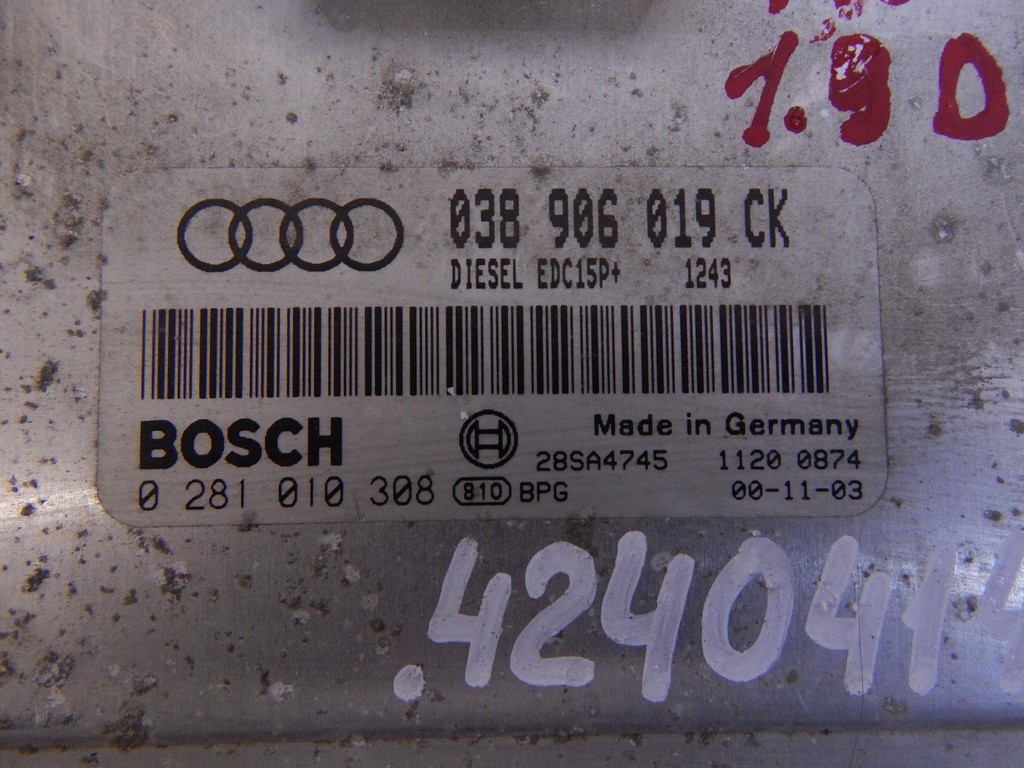 1.9 D
038 906 019 CK
DIESEL EDC15P+ 1243
BOSCH
Made in Germany
28SA4745 1120 0874
0 281 010 308 810 BPG 00-11-03
.424041